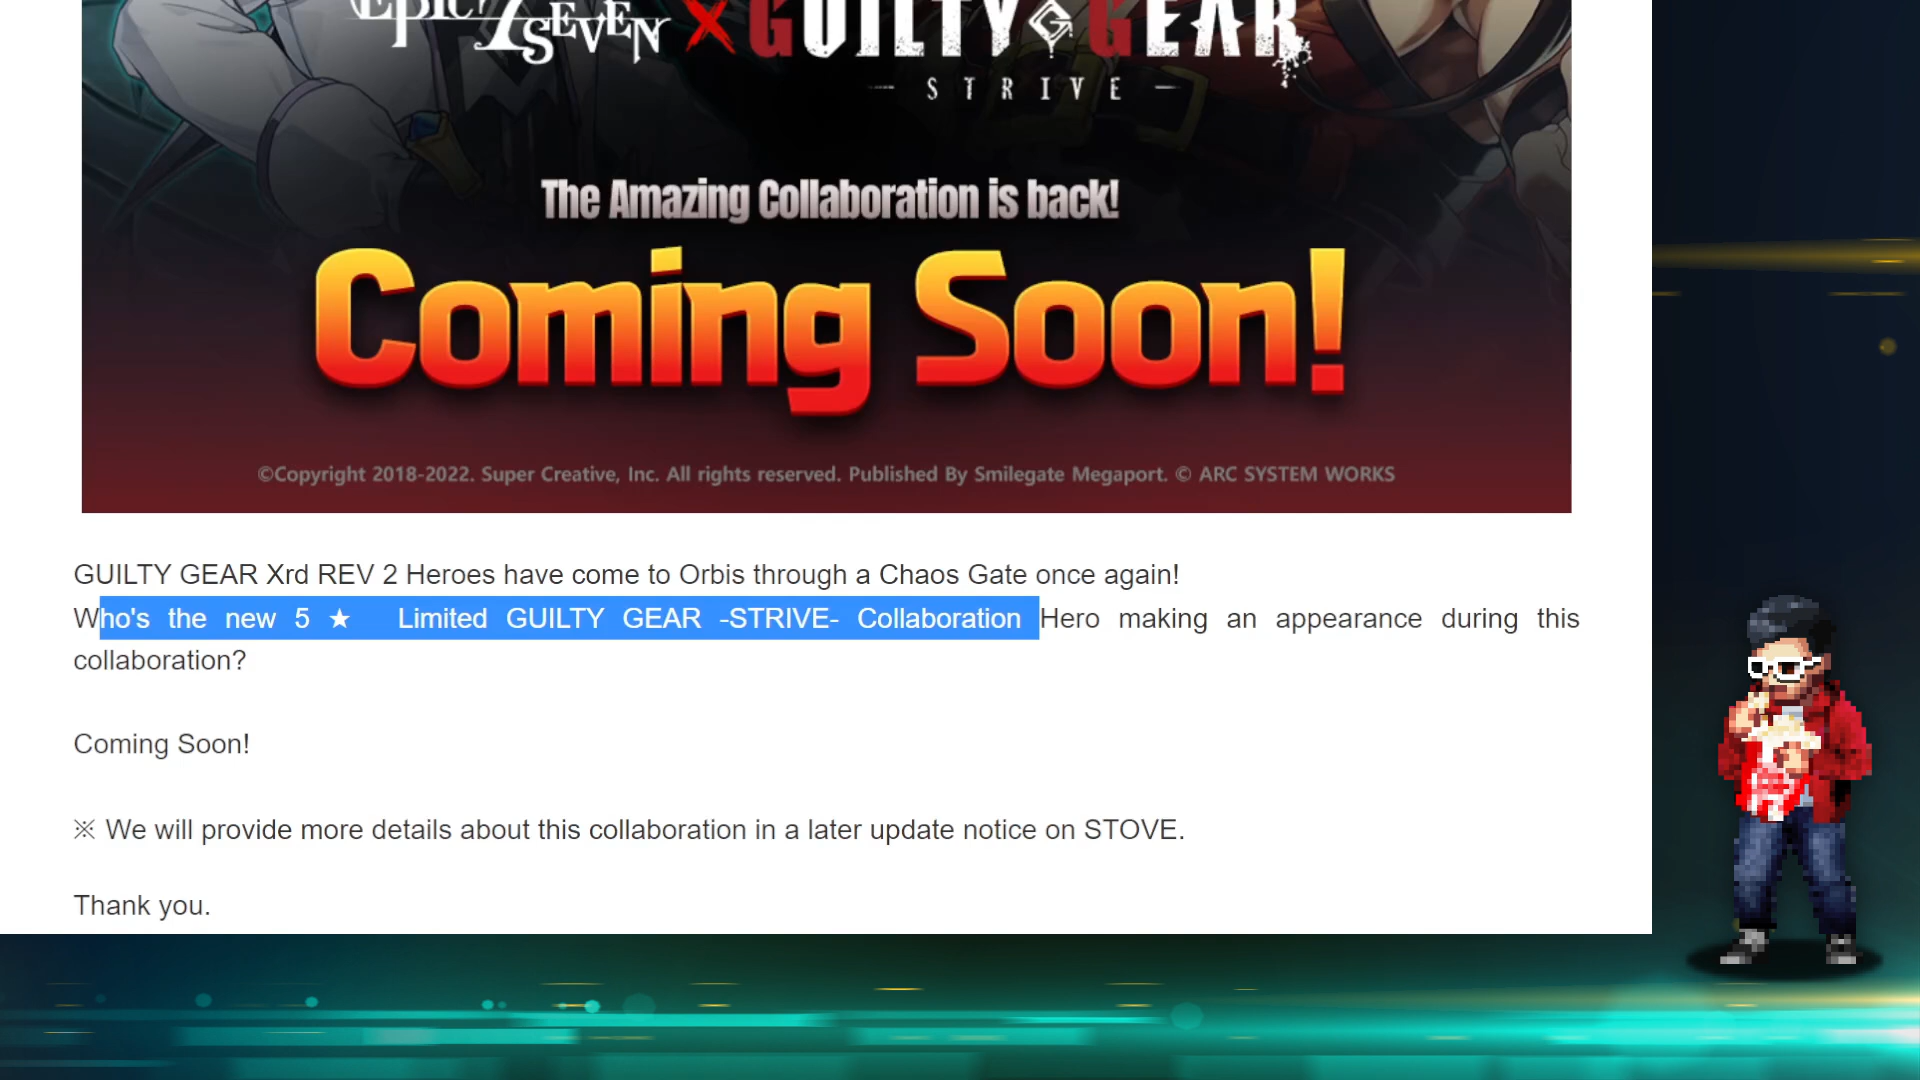 EPIC SEVEN X GUILTY GEAR
- STRIVE -
The Amazing Collaboration is back!
Coming Soon!
©Copyright 2018-2022. Super Creative, Inc. All rights reserved. Published By Smilegate Megaport. © ARC SYSTEM WORKS
GUILTY GEAR Xrd REV 2 Heroes have come to Orbis through a Chaos Gate once again!
Who's the new 5 ★ Limited GUILTY GEAR -STRIVE- Collaboration Hero making an appearance during this
collaboration?
Coming Soon!
※ We will provide more details about this collaboration in a later update notice on STOVE.
Thank you.